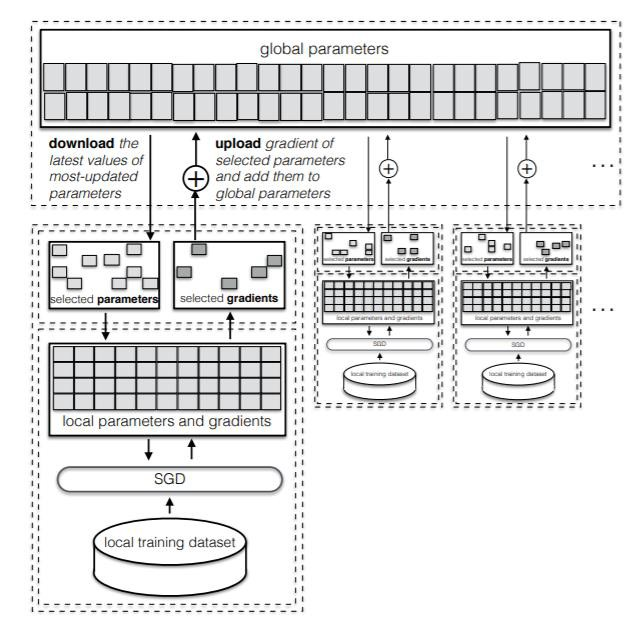 global parameters
download the
latest values of
most-updated
parameters
upload gradient of
selected parameters
and add them to
global parameters
+
+
+
...
selected parameters
selected gradients
selected parameters
selected gradients
selected parameters
selected gradients
local parameters and gradients
local parameters and gradients
local parameters and gradients
...
SGD
SGD
SGD
local training dataset
local training dataset
local training dataset